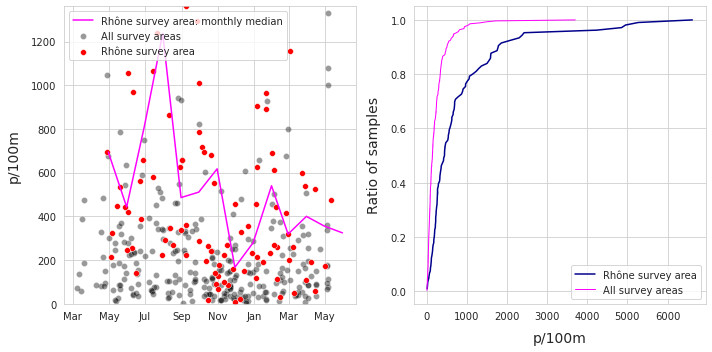 Rhône survey area: monthly median
All survey areas
Rhône survey area
p/100m
1200
1000
800
600
400
200
0
Mar May Jul Sep Nov Jan Mar May
Ratio of samples
1.0
0.8
0.6
0.4
0.2
0.0
Rhône survey area
All survey areas
0 1000 2000 3000 4000 5000 6000
p/100m